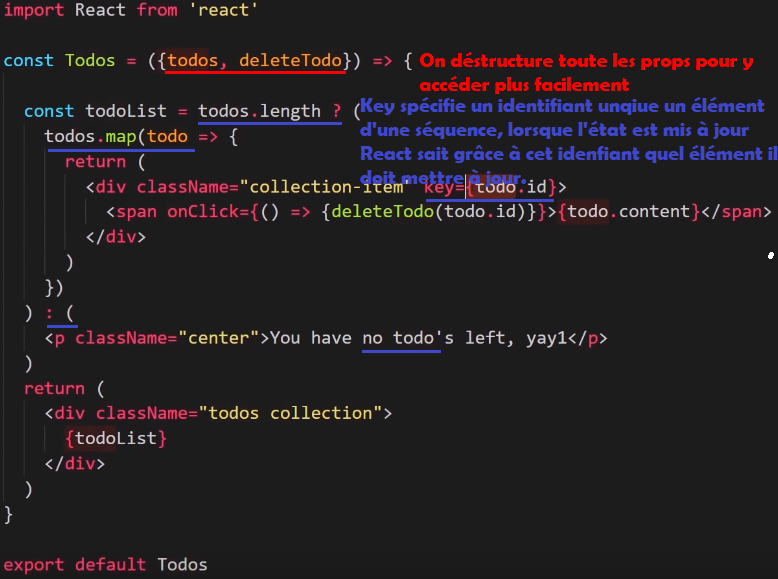 import React from 'react'
const Todos = ({todos, deleteTodo}) => { On déstructure toute les props pour y
accéder plus facilement
const todoList = todos.length ? ( Key spécifie un identifiant unqiue un élément
d'une séquence, lorsque l'état est mis à jour
todos.map(todo => {
React sait grâce à cet idenfiant quel élément il
return (
doit mettre à jour.
<div className="collection-item" key={todo.id}>
<span onClick={() => {deleteTodo(todo.id)}}>{todo.content}</span>
</div>
)
})
) : (
<p className="center">You have no todo's left, yay1</p>
)
return (
<div className="todos collection">
{todoList}
</div>
)
}
export default Todos